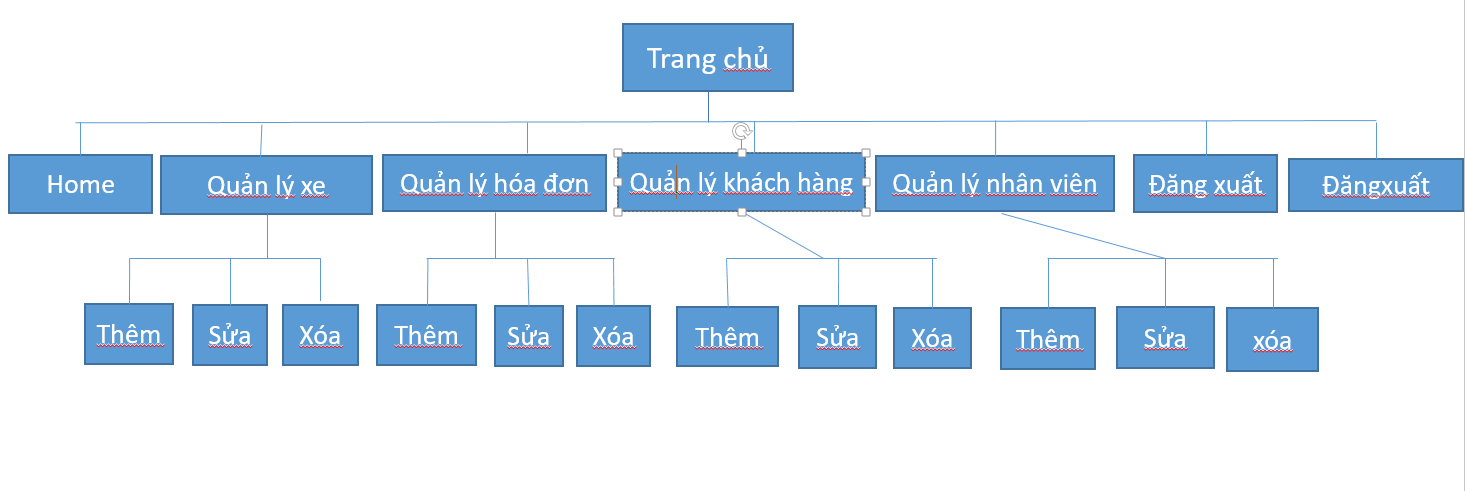 Trang chủ
Home
Quản lý xe
Quản lý hóa đơn
Quản lý khách hàng
Quản lý nhân viên
Đăng xuất
Đăngxuất
Thêm
Sửa
Xóa
Thêm
Sửa
Xóa
Thêm
Sửa
Xóa
Thêm
Sửa
xóa